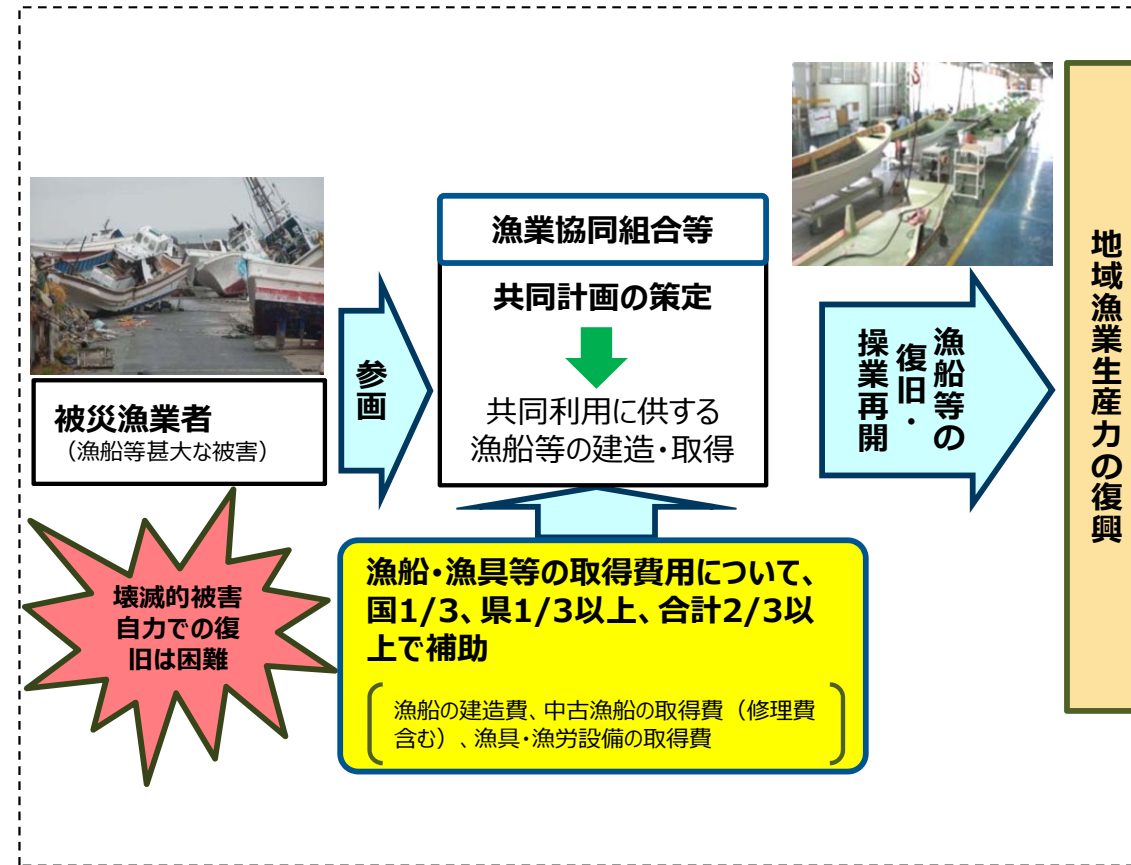 被災漁業者
（漁船等甚大な被害）
壊滅的被害
自力での復
旧は困難
参画
漁業協同組合等
共同計画の策定
共同利用に供する
漁船等の建造・取得
漁船・漁具等の取得費用について、
国1/3、県1/3以上、合計2/3以
上で補助
漁船の建造費、中古漁船の取得費（修理費
含む）、漁具・漁労設備の取得費
漁船等の
復旧・
操業再開
地域漁業生産力の復興